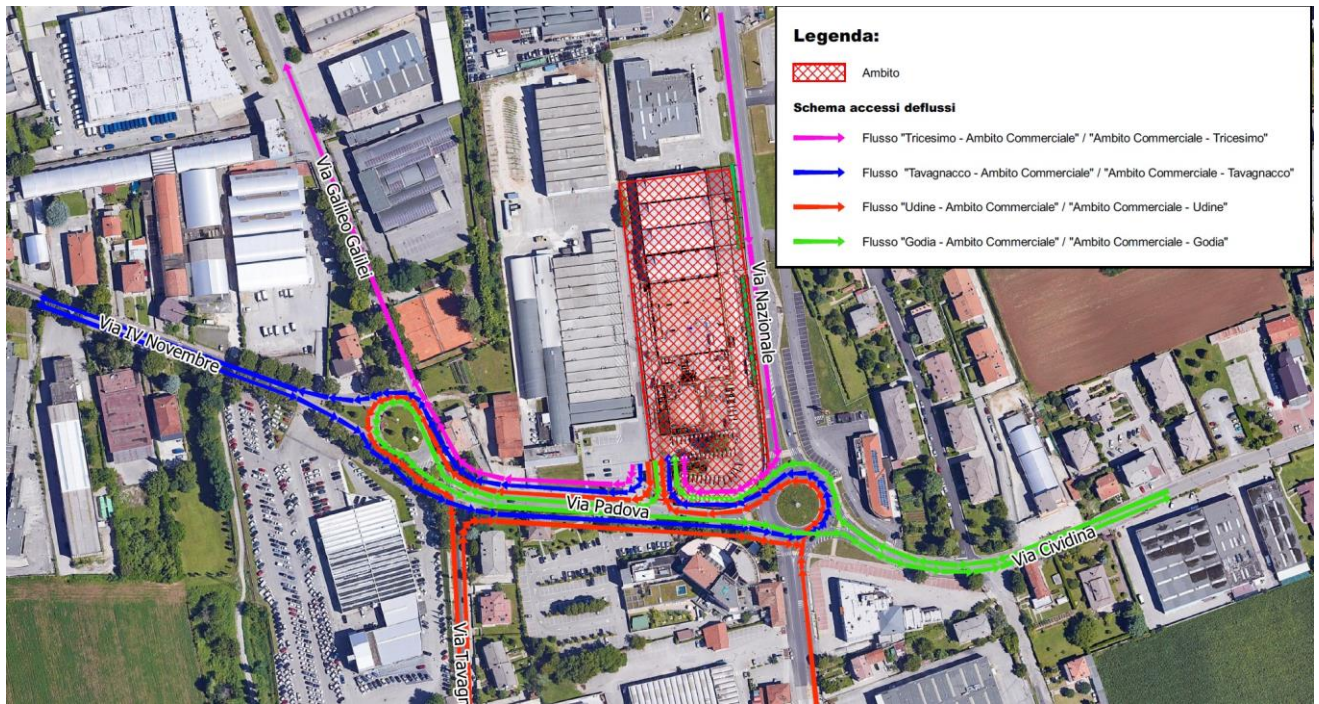 Legenda:
Ambito
Schema accessi deflussi
Flusso "Tricesimo - Ambito Commerciale" / "Ambito Commerciale - Tricesimo"
Flusso "Tavagnacco - Ambito Commerciale" / "Ambito Commerciale - Tavagnacco"
Flusso "Udine - Ambito Commerciale" / "Ambito Commerciale - Udine"
Flusso "Godia - Ambito Commerciale" / "Ambito Commerciale - Godia"
Via Galileo Galilei
Via Nazionale
Via IV Novembre
Via Padova
Via Cividina
Via Tavagn